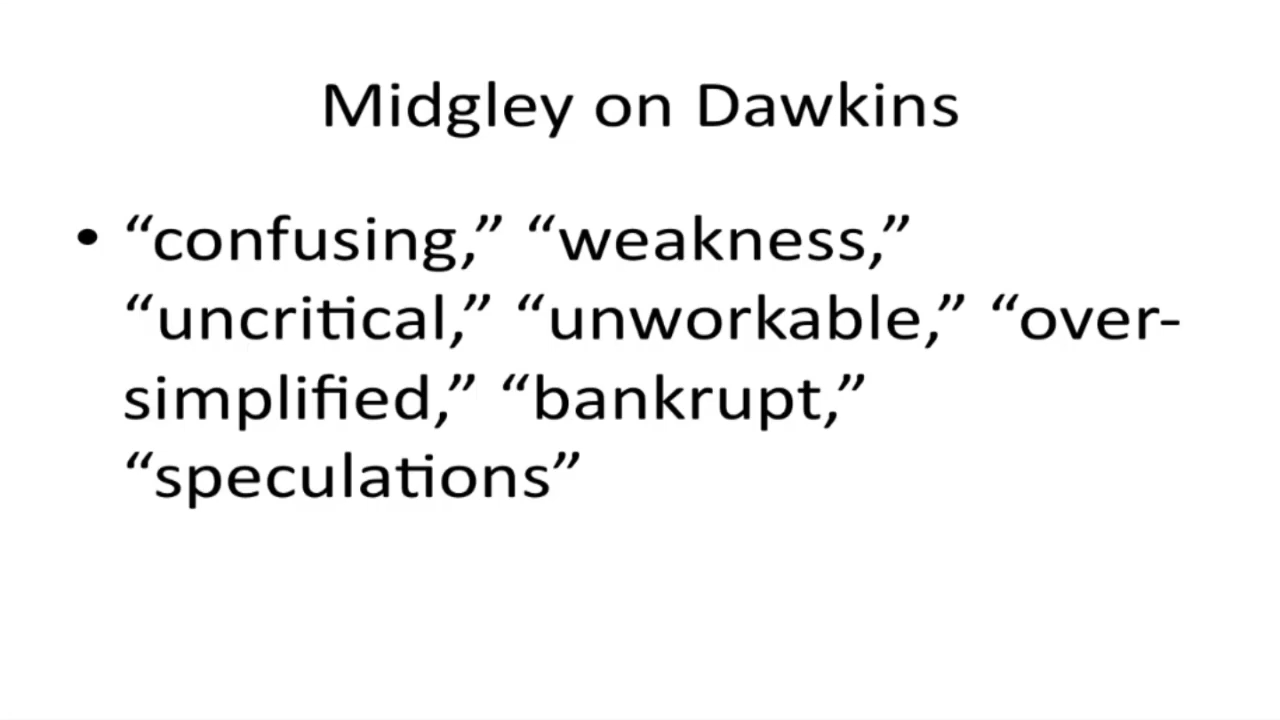 Midgley on Dawkins
• “confusing,” “weakness,”
“uncritical,” “unworkable,” “over-
simplified,” “bankrupt,”
“speculations”